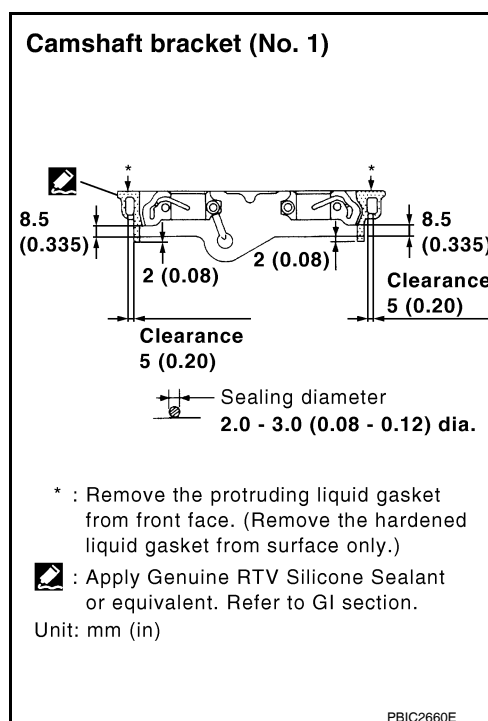 Camshaft bracket (No. 1)
* *
8.5
(0.335)
8.5
(0.335)
2 (0.08)
2 (0.08)
Clearance
5 (0.20)
Clearance
5 (0.20)
Sealing diameter
2.0 - 3.0 (0.08 - 0.12) dia.
* : Remove the protruding liquid gasket
from front face. (Remove the hardened
liquid gasket from surface only.)
: Apply Genuine RTV Silicone Sealant
or equivalent. Refer to GI section.
Unit: mm (in)
PBIC2660E